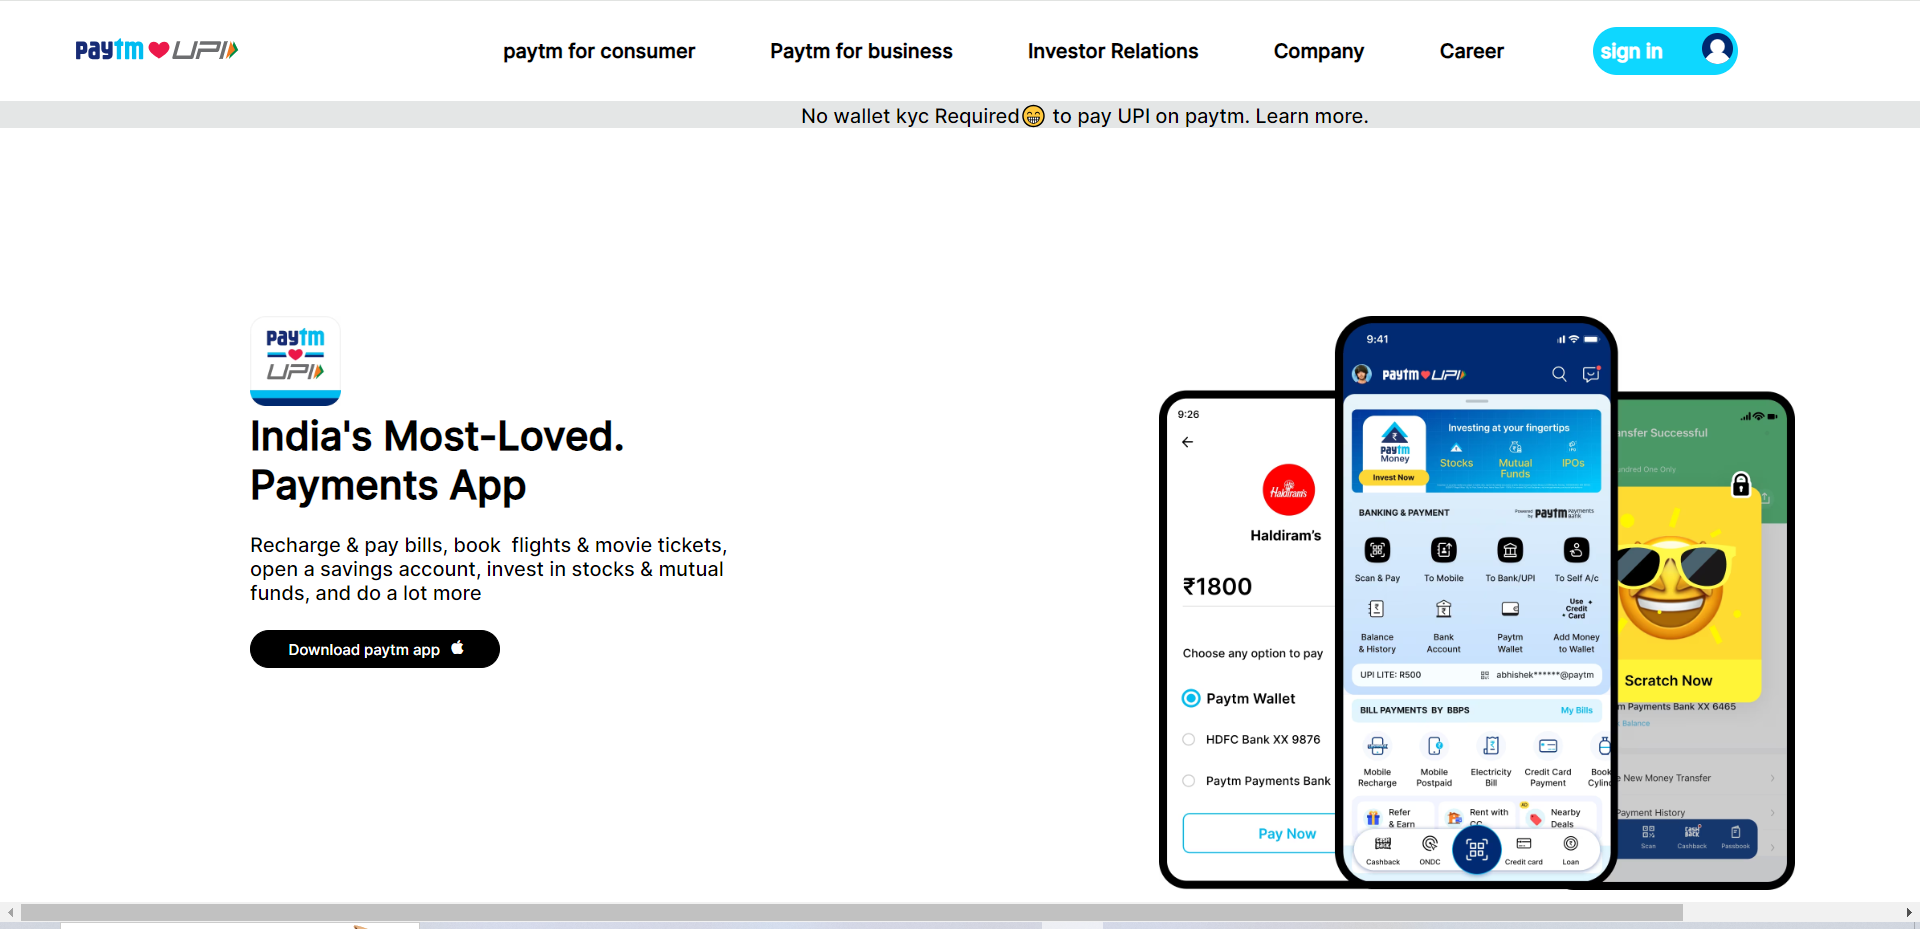 paytm UPI
paytm for consumer
Paytm for business
Investor Relations
Company
Career
sign in
No wallet kyc Required😁 to pay UPI on paytm. Learn more.
paytm
UPI
India's Most-Loved.
Payments App
Recharge & pay bills, book  flights & movie tickets,
open a savings account, invest in stocks & mutual
funds, and do a lot more
Download paytm app
9:26
Haldiram's
Haldiram's
₹1800
Choose any option to pay
Paytm Wallet
HDFC Bank XX 9876
Paytm Payments Bank
Pay Now
9:41
paytm UPI
paytm
Money
Invest Now
Investing at your fingertips
Stocks
Mutual
Funds
IPOs
BANKING & PAYMENT
Powered by paytm Payments Bank
Scan & Pay
To Mobile
To Bank/UPI
To Self A/c
Balance
& History
Bank
Account
Paytm
Wallet
Use
Credit
Card
Add Money
to Wallet
UPI LITE: R500
abhishek******@paytm
BILL PAYMENTS BY BBPS
My Bills
Mobile
Recharge
Mobile
Postpaid
Electricity
Bill
Credit Card
Payment
Book
Cylin
Refer
& Earn
Rent with
CC
AD
Nearby
Deals
Cashback
ONDC
Credit card
Loan
ansfer Successful
undred One Only
Scratch Now
m Payments Bank XX 6465
Balance
e New Money Transfer
Payment History
Scan
Cashback
Passbook